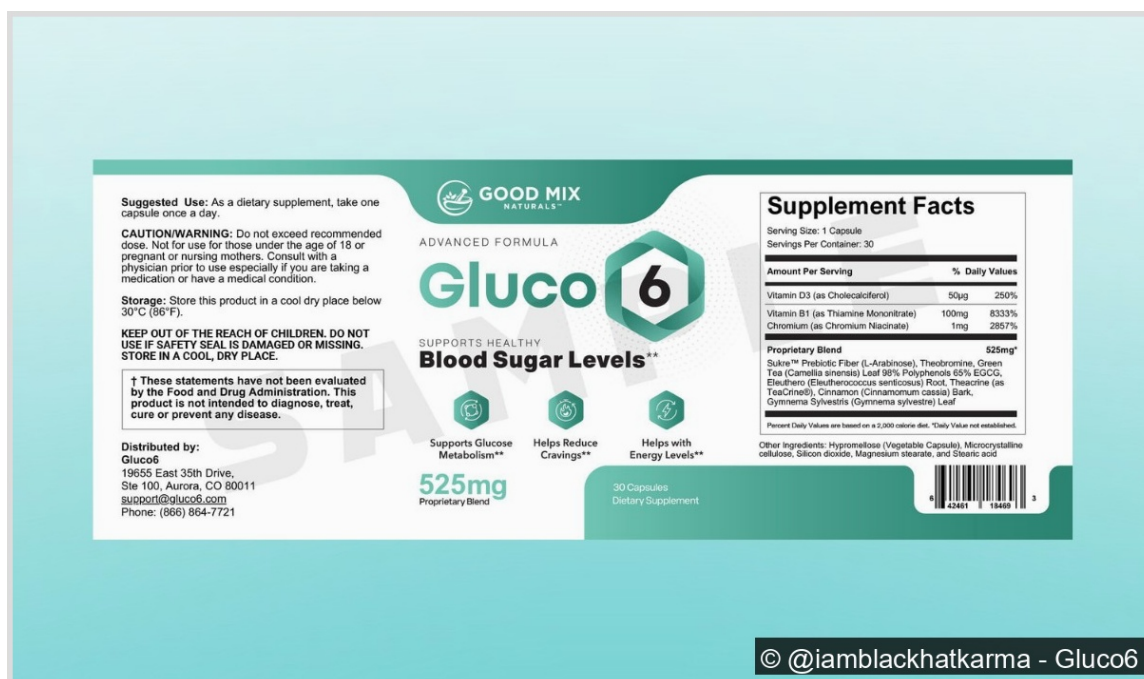 Suggested Use: As a dietary supplement, take one
capsule once a day.
CAUTION/WARNING: Do not exceed recommended
dose. Not for use for those under the age of 18 or
pregnant or nursing mothers. Consult with a
physician prior to use especially if you are taking a
medication or have a medical condition.
Storage: Store this product in a cool dry place below
30°C (86°F).
KEEP OUT OF THE REACH OF CHILDREN. DO NOT
USE IF SAFETY SEAL IS DAMAGED OR MISSING.
STORE IN A COOL, DRY PLACE.
† These statements have not been evaluated
by the Food and Drug Administration. This
product is not intended to diagnose, treat,
cure or prevent any disease.
Distributed by:
Gluco6
19655 East 35th Drive,
Ste 100, Aurora, CO 80011
support@gluco6.com
Phone: (866) 864-7721
GOOD MIX
NATURALS™
ADVANCED FORMULA
Gluco 6
SUPPORTS HEALTHY
Blood Sugar Levels**
Supports Glucose
Metabolism**
Helps Reduce
Cravings**
Helps with
Energy Levels**
525mg
Proprietary Blend
30 Capsules
Dietary Supplement
Supplement Facts
Serving Size: 1 Capsule
Servings Per Container: 30
Amount Per Serving % Daily Values
Vitamin D3 (as Cholecalciferol) 50µg 250%
Vitamin B1 (as Thiamine Mononitrate) 100mg 8333%
Chromium (as Chromium Niacinate) 1mg 2857%
Proprietary Blend 525mg*
Sukre™ Prebiotic Fiber (L-Arabinose), Theobromine, Green
Tea (Camellia sinensis) Leaf 98% Polyphenols 65% EGCG,
Eleuthero (Eleutherococcus senticosus) Root, Theacrine (as
TeaCrine®), Cinnamon (Cinnamomum cassia) Bark,
Gymnema Sylvestris (Gymnema sylvestre) Leaf
Percent Daily Values are based on a 2,000 calorie diet. *Daily Value not established.
Other Ingredients: Hypromellose (Vegetable Capsule), Microcrystalline
cellulose, Silicon dioxide, Magnesium stearate, and Stearic acid
6 42461 18469 3
SAMPLE
© @iamblackhatkarma - Gluco6